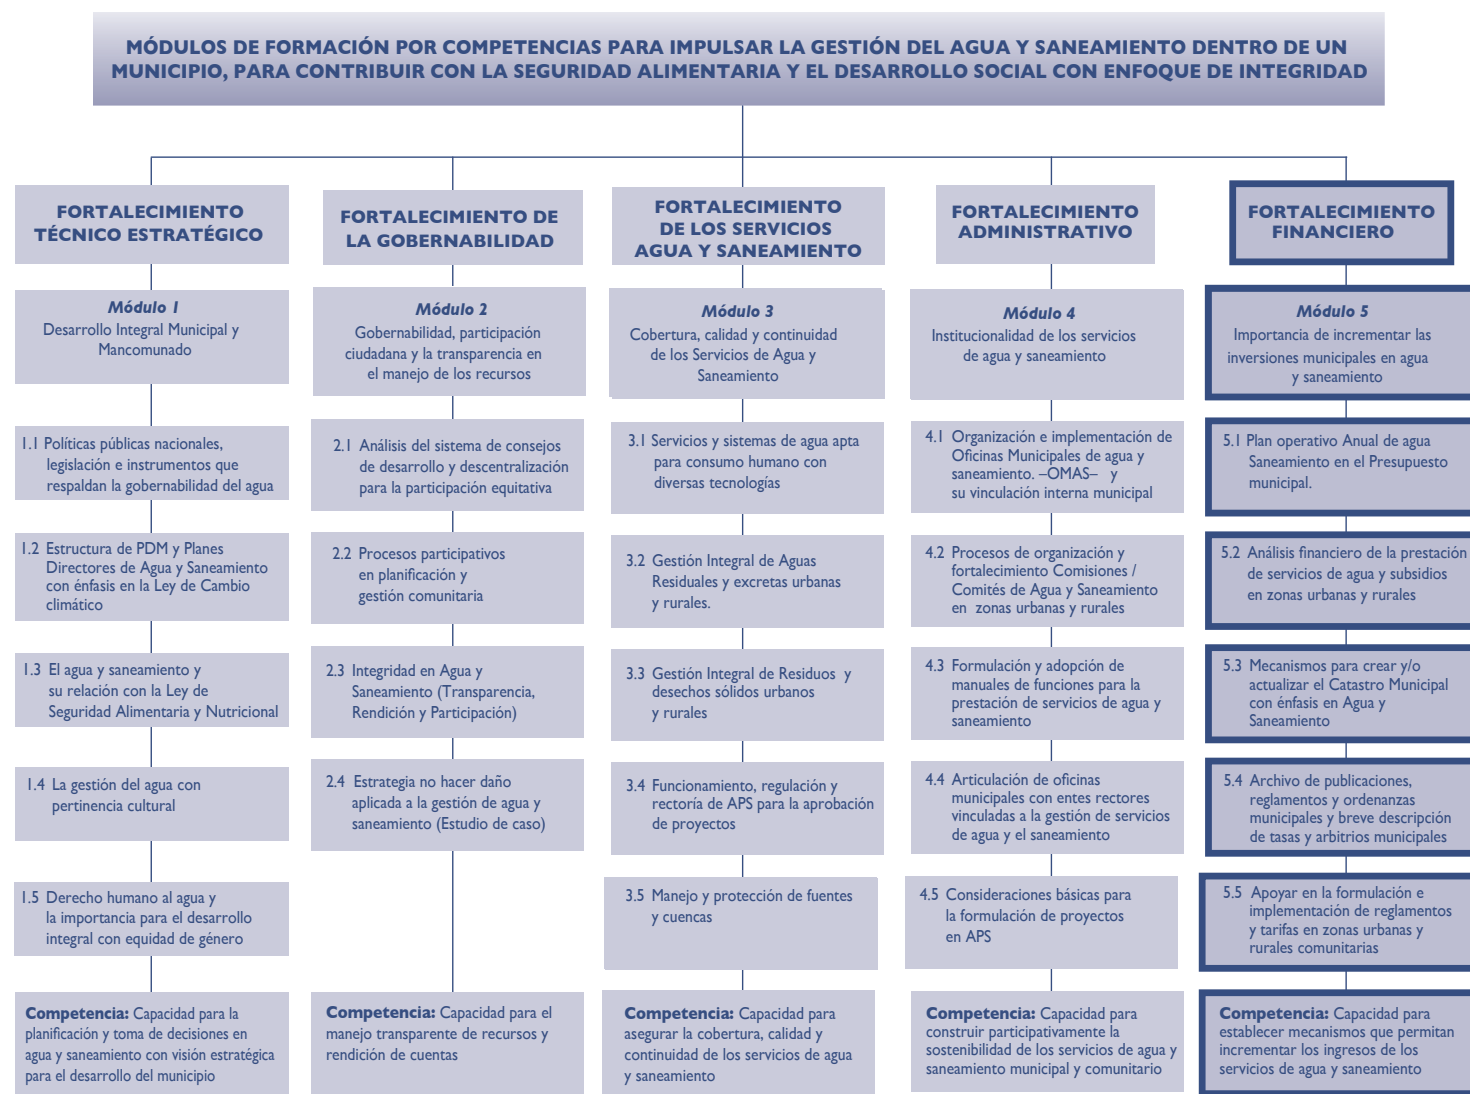 MÓDULOS DE FORMACIÓN POR COMPETENCIAS PARA IMPULSAR LA GESTIÓN DEL AGUA Y SANEAMIENTO DENTRO DE UN
MUNICIPIO, PARA CONTRIBUIR CON LA SEGURIDAD ALIMENTARIA Y EL DESARROLLO SOCIAL CON ENFOQUE DE INTEGRIDAD
FORTALECIMIENTO
TÉCNICO ESTRATÉGICO
Módulo 1
Desarrollo Integral Municipal y
Mancomunado
1.1 Políticas públicas nacionales,
legislación e instrumentos que
respaldan la gobernabilidad del agua
1.2 Estructura de PDM y Planes
Directores de Agua y Saneamiento
con énfasis en la Ley de Cambio
climático
1.3 El agua y saneamiento y
su relación con la Ley de
Seguridad Alimentaria y Nutricional
1.4 La gestión del agua con
pertinencia cultural
1.5 Derecho humano al agua y
la importancia para el desarrollo
integral con equidad de género
Competencia: Capacidad para la
planificación y toma de decisiones en
agua y saneamiento con visión estratégica
para el desarrollo del municipio
FORTALECIMIENTO DE
LA GOBERNABILIDAD
Módulo 2
Gobernabilidad, participación
ciudadana y la transparencia en
el manejo de los recursos
2.1 Análisis del sistema de consejos
de desarrollo y descentralización
para la participación equitativa
2.2 Procesos participativos
en planificación y
gestión comunitaria
2.3 Integridad en Agua y
Saneamiento (Transparencia,
Rendición y Participación)
2.4 Estrategia no hacer daño
aplicada a la gestión de agua y
saneamiento (Estudio de caso)
Competencia: Capacidad para el
manejo transparente de recursos y
rendición de cuentas
FORTALECIMIENTO
DE LOS SERVICIOS
AGUA Y SANEAMIENTO
Módulo 3
Cobertura, calidad y continuidad
de los Servicios de Agua y
Saneamiento
3.1 Servicios y sistemas de agua apta
para consumo humano con
diversas tecnologías
3.2 Gestión Integral de Aguas
Residuales y excretas urbanas
y rurales.
3.3 Gestión Integral de Residuos y
desechos sólidos urbanos
y rurales
3.4 Funcionamiento, regulación y
rectoría de APS para la aprobación
de proyectos
3.5 Manejo y protección de fuentes
y cuencas
Competencia: Capacidad para
asegurar la cobertura, calidad y
continuidad de los servicios de agua
y saneamiento
FORTALECIMIENTO
ADMINISTRATIVO
Módulo 4
Institucionalidad de los servicios
de agua y saneamiento
4.1 Organización e implementación de
Oficinas Municipales de agua y
saneamiento. –OMAS– y
su vinculación interna municipal
4.2 Procesos de organización y
fortalecimiento Comisiones /
Comités de Agua y Saneamiento
en zonas urbanas y rurales
4.3 Formulación y adopción de
manuales de funciones para la
prestación de servicios de agua y
saneamiento
4.4 Articulación de oficinas
municipales con entes rectores
vinculadas a la gestión de servicios
de agua y el saneamiento
4.5 Consideraciones básicas para
la formulación de proyectos
en APS
Competencia: Capacidad para
construir participativamente la
sostenibilidad de los servicios de agua y
saneamiento municipal y comunitario
FORTALECIMIENTO
FINANCIERO
Módulo 5
Importancia de incrementar las
inversiones municipales en agua
y saneamiento
5.1 Plan operativo Anual de agua
Saneamiento en el Presupuesto
municipal.
5.2 Análisis financiero de la prestación
de servicios de agua y subsidios
en zonas urbanas y rurales
5.3 Mecanismos para crear y/o
actualizar el Catastro Municipal
con énfasis en Agua y
Saneamiento
5.4 Archivo de publicaciones,
reglamentos y ordenanzas
municipales y breve descripción
de tasas y arbitrios municipales
5.5 Apoyar en la formulación e
implementación de reglamentos
y tarifas en zonas urbanas y
rurales comunitarias
Competencia: Capacidad para
establecer mecanismos que permitan
incrementar los ingresos de los
servicios de agua y saneamiento